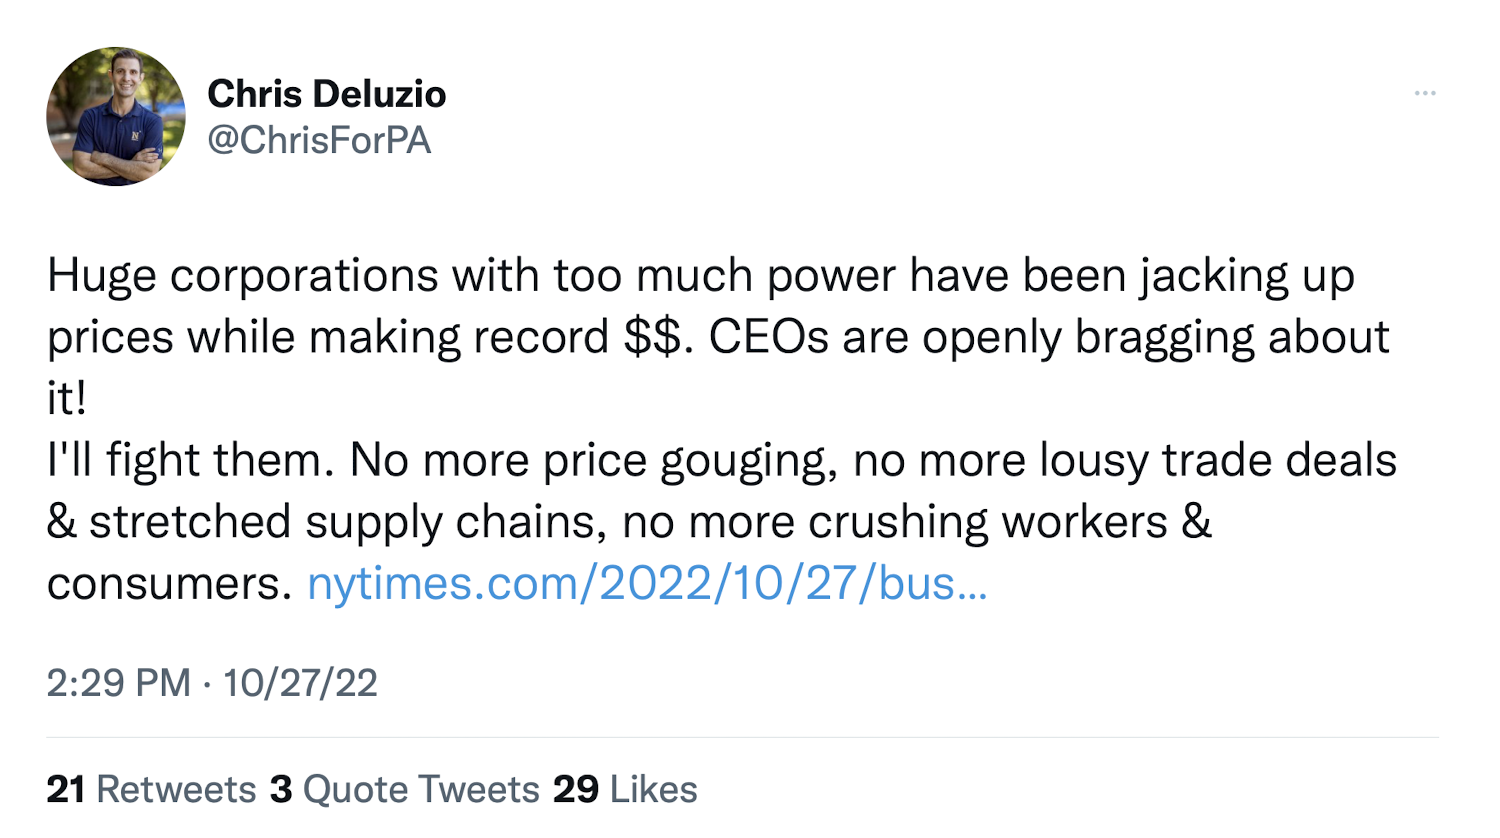 Chris Deluzio
@ChrisForPA
Huge corporations with too much power have been jacking up
prices while making record $$. CEOs are openly bragging about
it!
I'll fight them. No more price gouging, no more lousy trade deals
& stretched supply chains, no more crushing workers &
consumers. nytimes.com/2022/10/27/bus...
2:29 PM · 10/27/22
21 Retweets 3 Quote Tweets 29 Likes